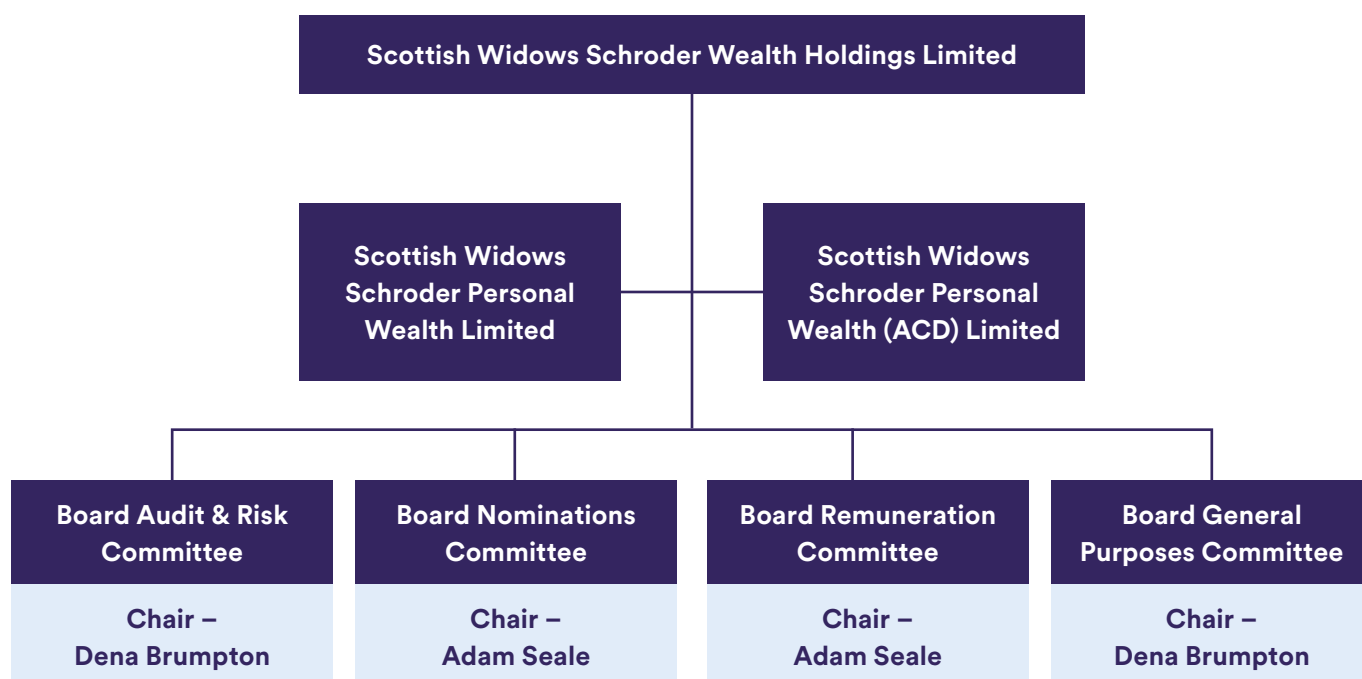 Scottish Widows Schroder Wealth Holdings Limited
Scottish Widows
Schroder Personal
Wealth Limited
Scottish Widows
Schroder Personal
Wealth (ACD) Limited
Board Audit & Risk
Committee
Chair –
Dena Brumpton
Board Nominations
Committee
Chair –
Adam Seale
Board Remuneration
Committee
Chair –
Adam Seale
Board General
Purposes Committee
Chair –
Dena Brumpton